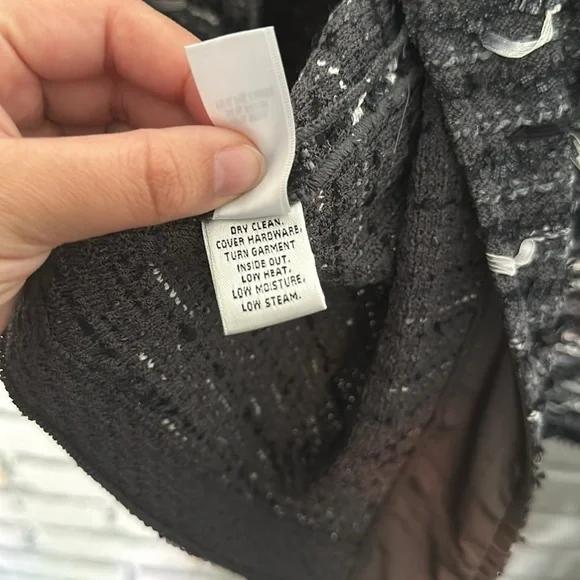 DRY CLEAN.
COVER HARDWARE,
TURN GARMENT
INSIDE OUT.
LOW HEAT,
LOW MOISTURE,
LOW STEAM.